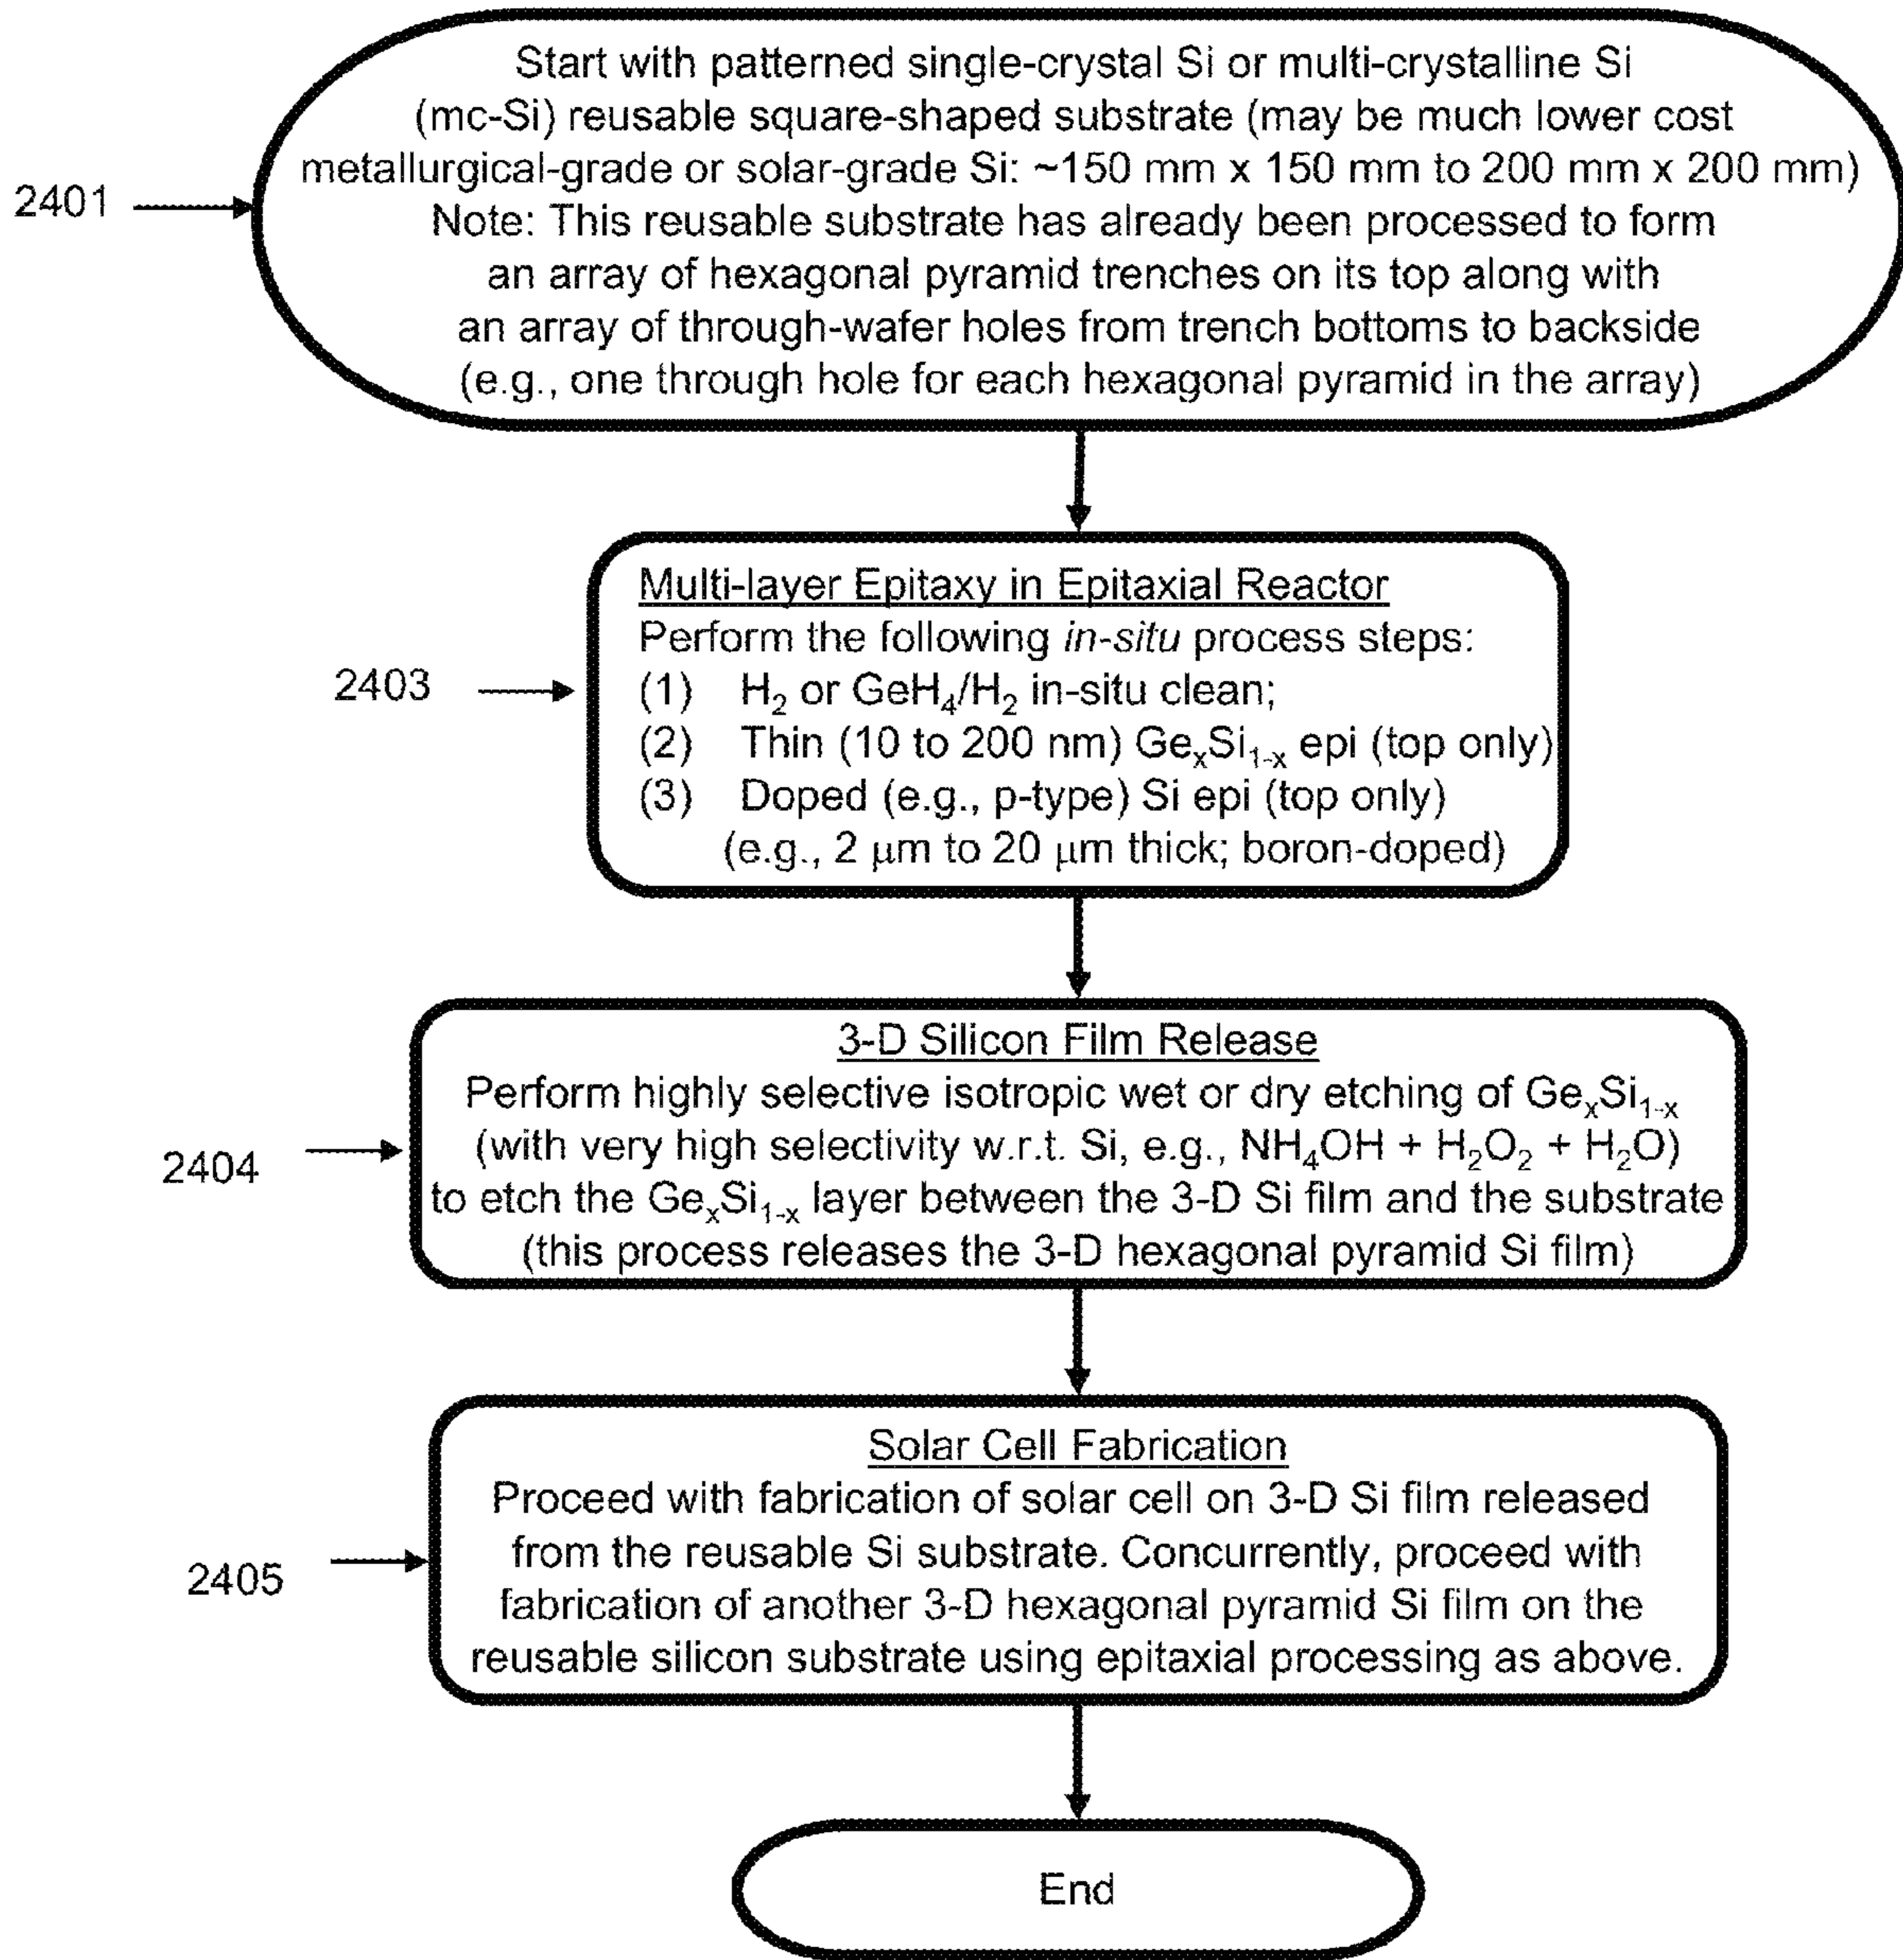 Start with patterned single-crystal Si or multi-crystalline Si
(mc-Si) reusable square-shaped substrate (may be much lower cost
metallurgical-grade or solar-grade Si: ~150 mm x 150 mm to 200 mm x 200 mm)
2401
Note: This reusable substrate has already been processed to form
an array of hexagonal pyramid trenches on its top along with
an array of through-wafer holes from trench bottoms to backside
(e.g., one through hole for each hexagonal pyramid in the array)
Multi-layer Epitaxy in Epitaxial Reactor
Perform the following in-situ process steps:
2403
(1) H₂ or GeH₄/H₂ in-situ clean;
(2) Thin (10 to 200 nm) GeₓSi₁₋ₓ epi (top only)
(3) Doped (e.g., p-type) Si epi (top only)
(e.g., 2 μm to 20 μm thick; boron-doped)
3-D Silicon Film Release
Perform highly selective isotropic wet or dry etching of GeₓSi₁₋ₓ
2404
(with very high selectivity w.r.t. Si, e.g., NH₄OH + H₂O₂ + H₂O)
to etch the GeₓSi₁₋ₓ layer between the 3-D Si film and the substrate
(this process releases the 3-D hexagonal pyramid Si film)
Solar Cell Fabrication
Proceed with fabrication of solar cell on 3-D Si film released
2405
from the reusable Si substrate. Concurrently, proceed with
fabrication of another 3-D hexagonal pyramid Si film on the
reusable silicon substrate using epitaxial processing as above.
End